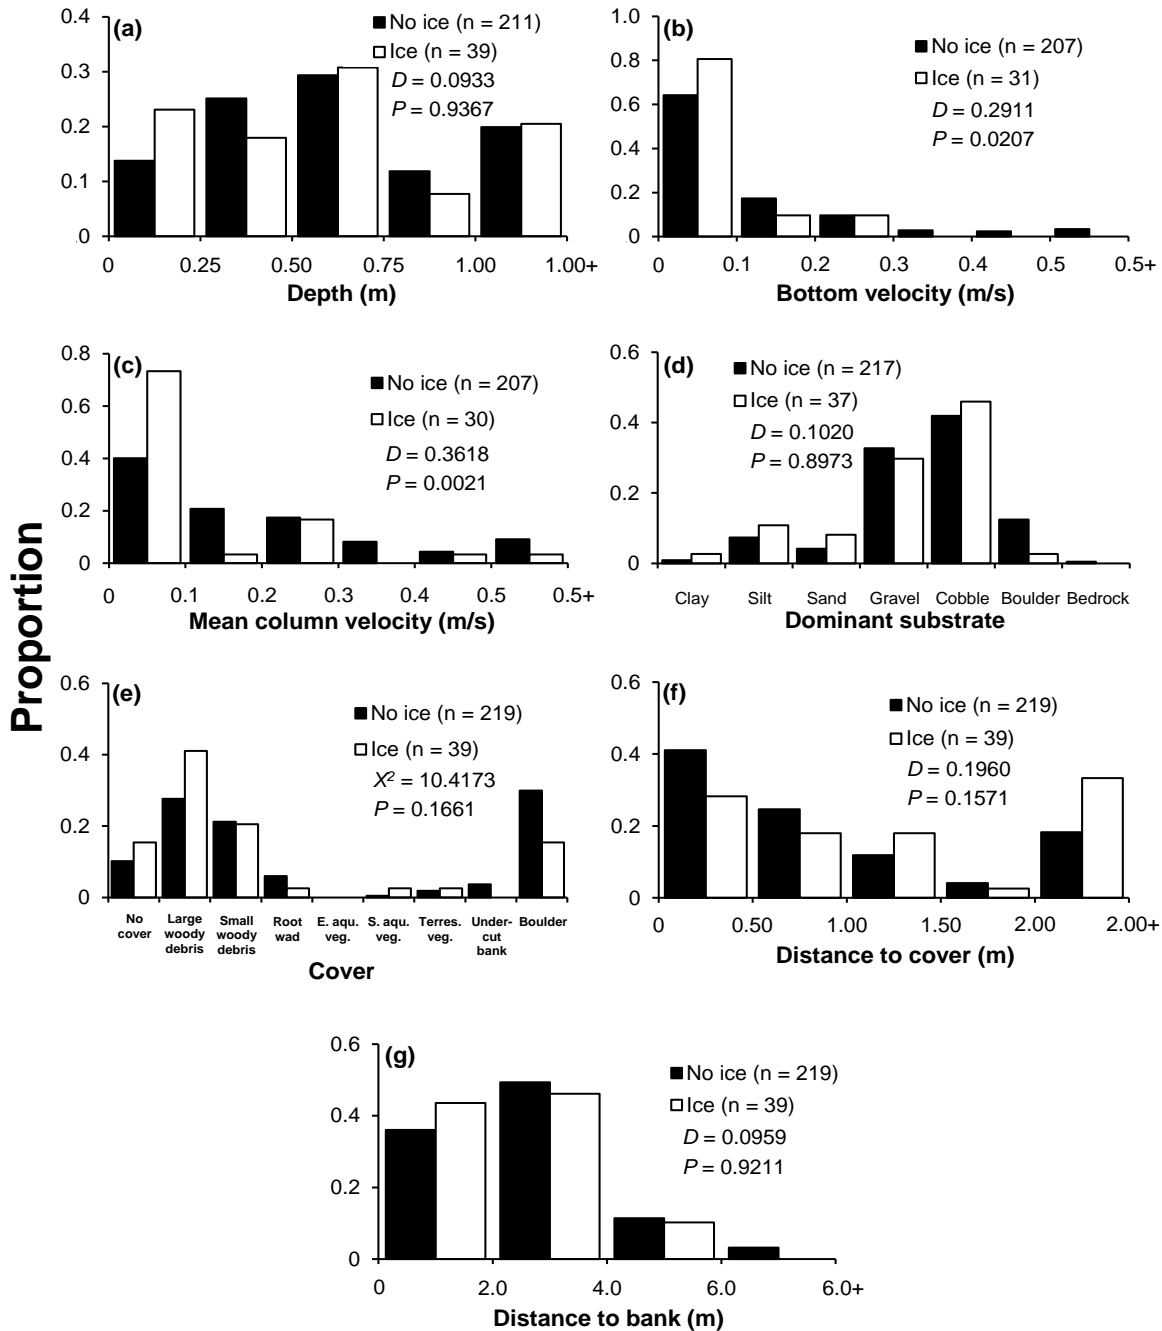 Proportion
(a)
No ice (n = 211)
Ice (n = 39)
D = 0.0933
P = 0.9367
0.4
0.3
0.2
0.1
.0
0 0.25 0.50 0.75 1.00 1.00+
Depth (m)
(b)
No ice (n = 207)
Ice (n = 31)
D = 0.2911
P = 0.0207
1.0
0.8
0.6
0.4
0.2
.0
0 0.1 0.2 0.3 0.4 0.5 0.5+
Bottom velocity (m/s)
(c)
No ice (n = 207)
Ice (n = 30)
D = 0.3618
P = 0.0021
0.8
0.6
0.4
0.2
0
0 0.1 0.2 0.3 0.4 0.5 0.5+
Mean column velocity (m/s)
(d)
No ice (n = 217)
Ice (n = 37)
D = 0.1020
P = 0.8973
0.6
0.4
0.2
0
Clay Silt Sand Gravel Cobble Boulder Bedrock
Dominant substrate
(e)
No ice (n = 219)
Ice (n = 39)
X² = 10.4173
P = 0.1661
0.6
0.4
0.2
0
No Large Small Root E. aqu. S. aqu. Terres. Under- Boulder
cover woody woody wad veg. veg. veg. cut
debris debris bank
Cover
(f)
No ice (n = 219)
Ice (n = 39)
D = 0.1960
P = 0.1571
0.6
0.4
0.2
0
0 0.50 1.00 1.50 2.00 2.00+
Distance to cover (m)
(g)
No ice (n = 219)
Ice (n = 39)
D = 0.0959
P = 0.9211
0.6
0.4
0.2
0
0 2.0 4.0 6.0 6.0+
Distance to bank (m)